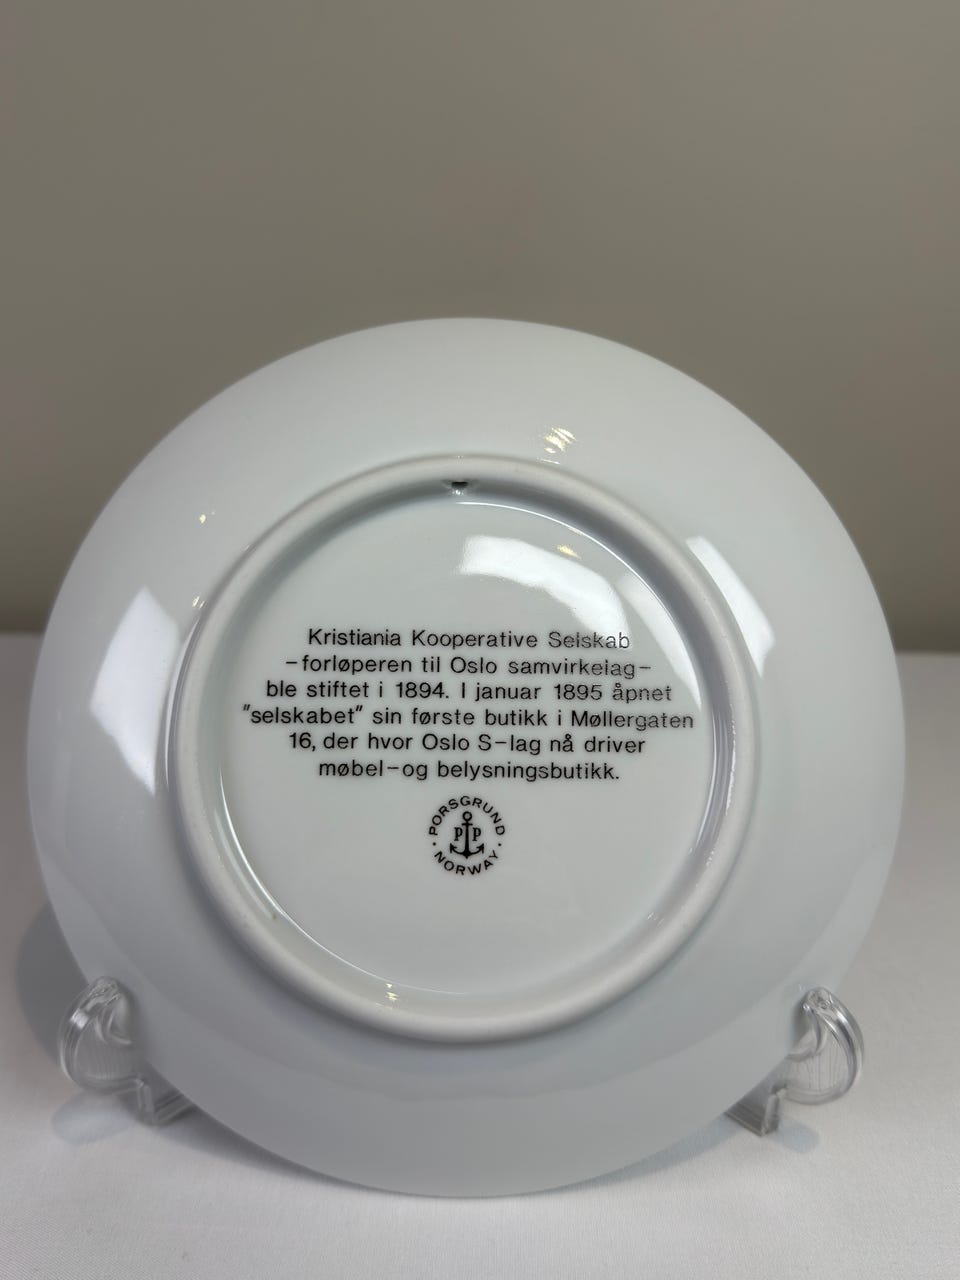 Kristiania Kooperative Selskab
-forløperen til Oslo samvirkelag-
ble stiftet i 1894. I januar 1895 åpnet
"selskabet" sin første butikk i Møllergaten
16, der hvor Oslo S-lag nå driver
møbel-og belysningsbutikk.
PORSGRUND
P P
· NORWAY ·